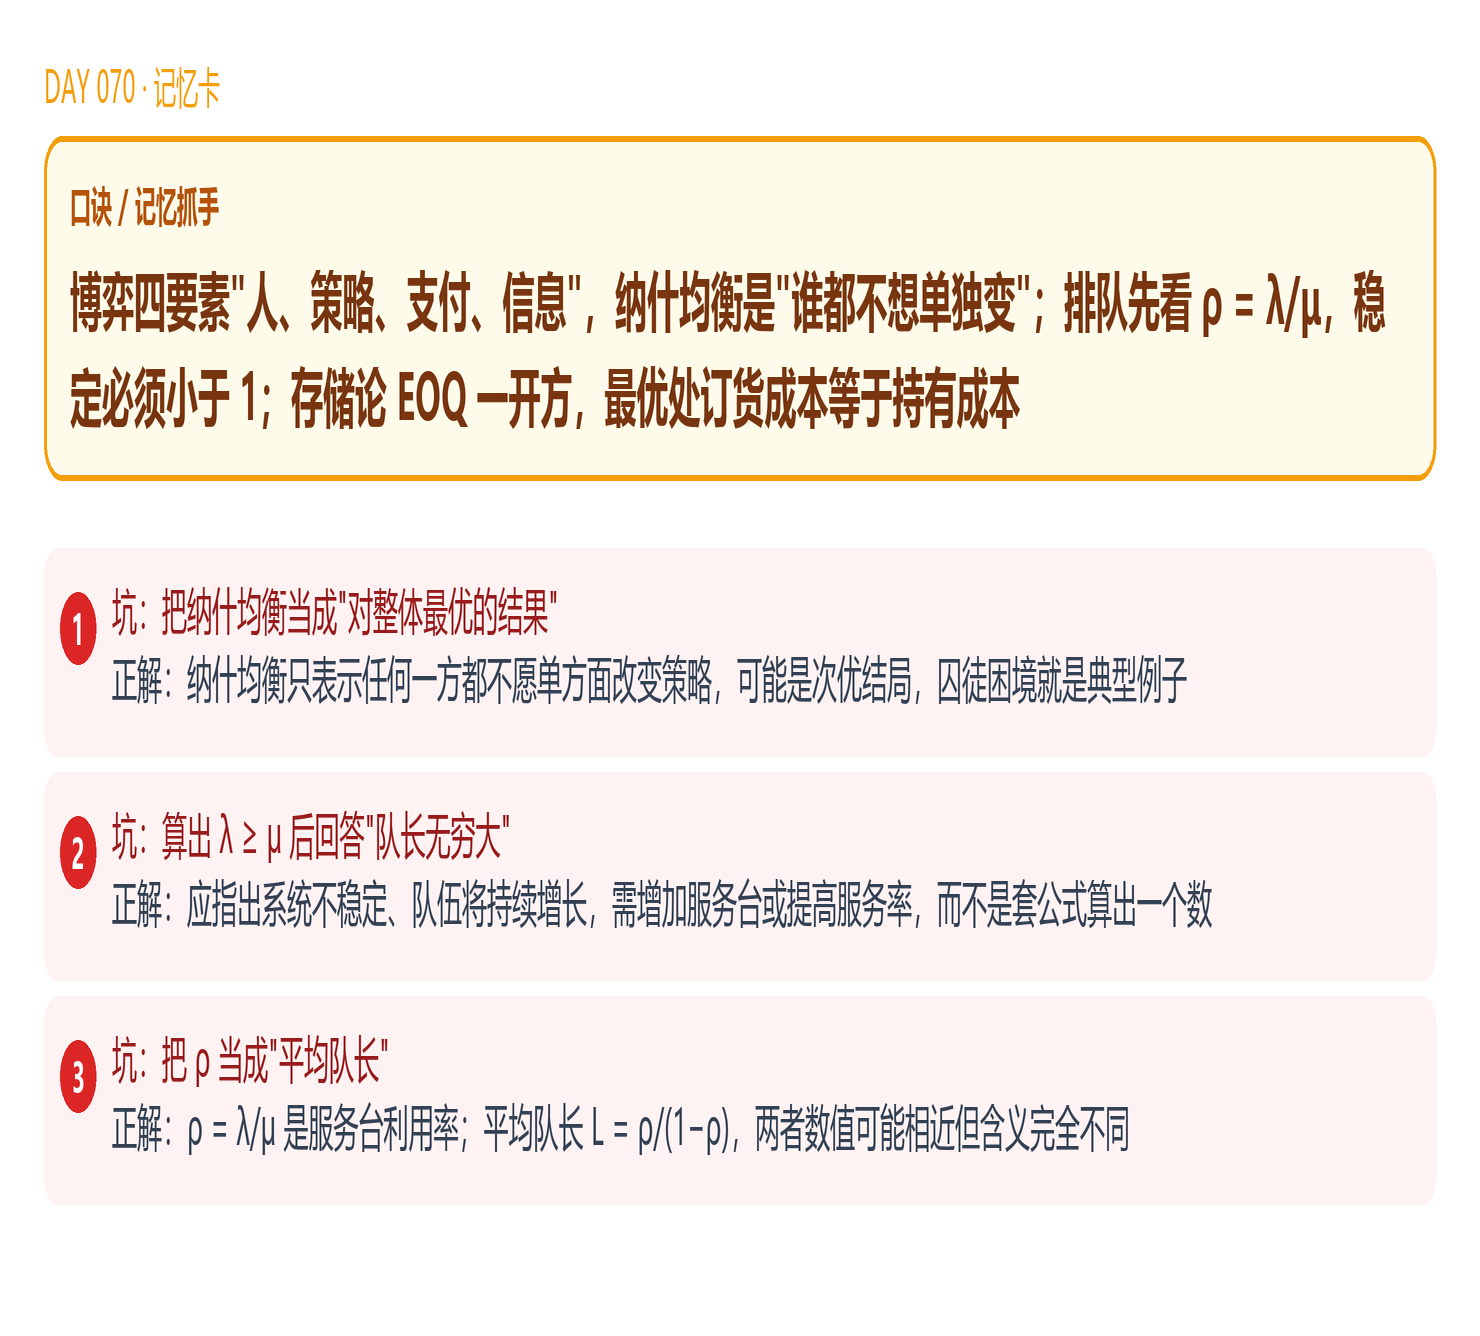 DAY 070 · 记忆卡
口诀 / 记忆抓手
博弈四要素"人、策略、支付、信息"，纳什均衡是"谁都不想单独变"；排队先看 ρ = λ/μ，稳
定必须小于 1；存储论 EOQ 一开方，最优处订货成本等于持有成本
1
坑：把纳什均衡当成"对整体最优的结果"
正解：纳什均衡只表示任何一方都不愿单方面改变策略，可能是次优结局，囚徒困境就是典型例子
2
坑：算出 λ ≥ μ 后回答"队长无穷大"
正解：应指出系统不稳定、队伍将持续增长，需增加服务台或提高服务率，而不是套公式算出一个数
3
坑：把 ρ 当成"平均队长"
正解：ρ = λ/μ 是服务台利用率；平均队长 L = ρ/(1−ρ)，两者数值可能相近但含义完全不同